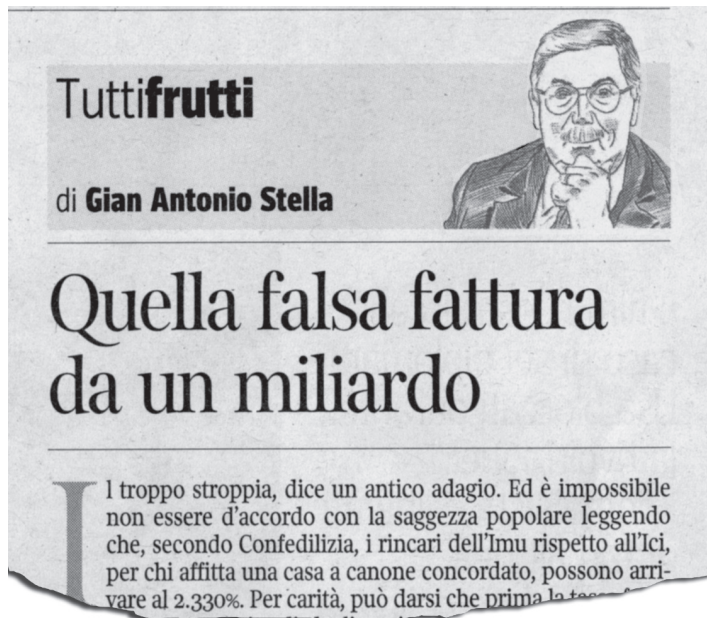 Tuttifrutti
di Gian Antonio Stella
Quella falsa fattura
da un miliardo
Il troppo stroppia, dice un antico adagio. Ed è impossibile
non essere d'accordo con la saggezza popolare leggendo
che, secondo Confedilizia, i rincari dell'Imu rispetto all'Ici,
per chi affitta una casa a canone concordato, possono arri-
vare al 2.330%. Per carità, può darsi che prima la